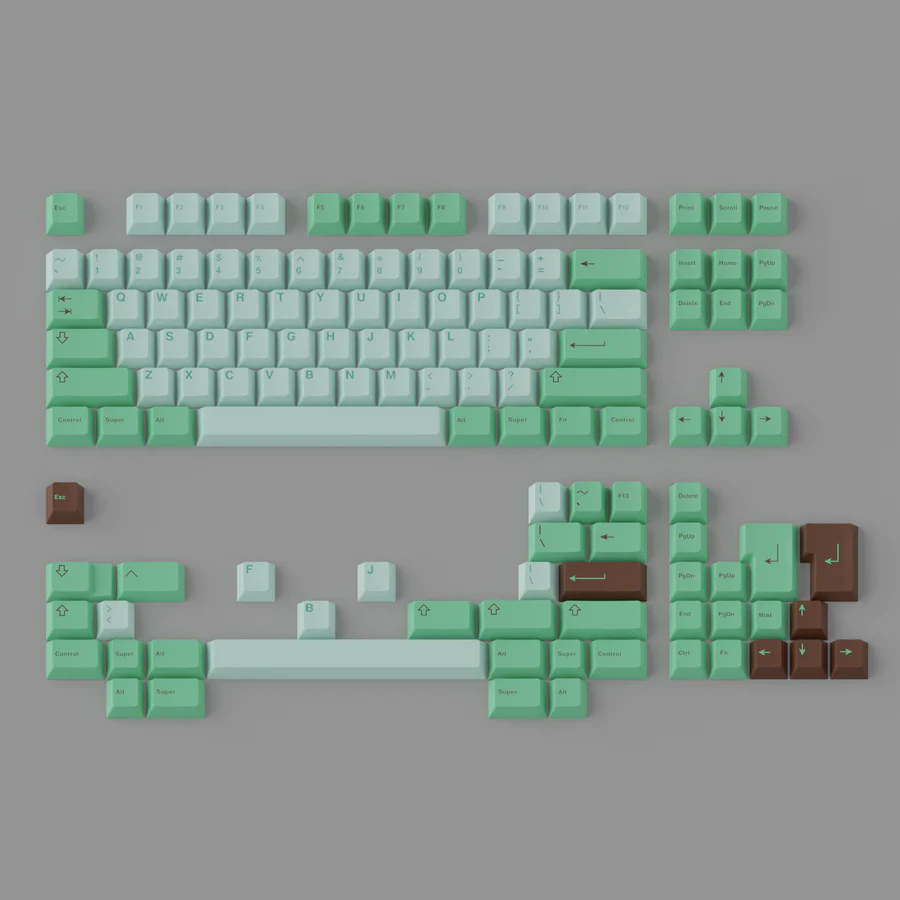 Esc F1 F2 F3 F4 F5 F6 F7 F8 F9 F10 F11 F12 Print Scroll Pause
~ ! @ # $ % ^ & * ( ) _ +
` 1 2 3 4 5 6 7 8 9 0 - = ← Insert Home PgUp
⇤ Q W E R T Y U I O P { } |
⇥ [ ] \ Delete End PgDn
⇩ A S D F G H J K L : "
; ' ↵
⇧ Z X C V B N M < > ? ⇧ ↑
, . /
Control Super Alt Alt Super Fn Control ← ↓ →
Esc | ~ F13 Delete
\ `
| ← PgUp ↵ ↵
\
⇩ ^ F J | ↵ PgDn PgUp
\
⇧ > B ⇧ ⇧ ⇧ End PgDn Mint ↑
<
Control Super Alt Alt Super Control Ctrl Fn ← ↓ →
Alt Super Super Alt